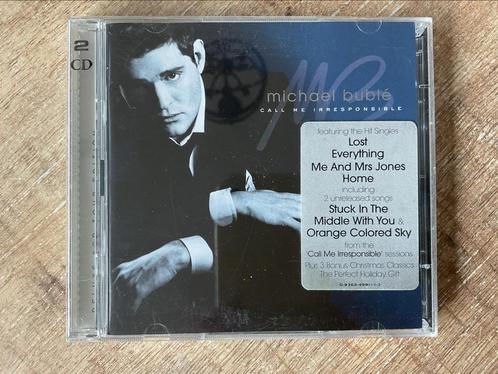 2
CD
michael bublé
CALL ME IRRESPONSIBLE
featuring the Hit Singles
Lost
Everything
Me And Mrs Jones
Home
including
2 unreleased songs
Stuck In The
Middle With You &
Orange Colored Sky
from the
'Call Me Irresponsible' sessions
Plus 3 Bonus Christmas Classics
The Perfect Holiday Gift